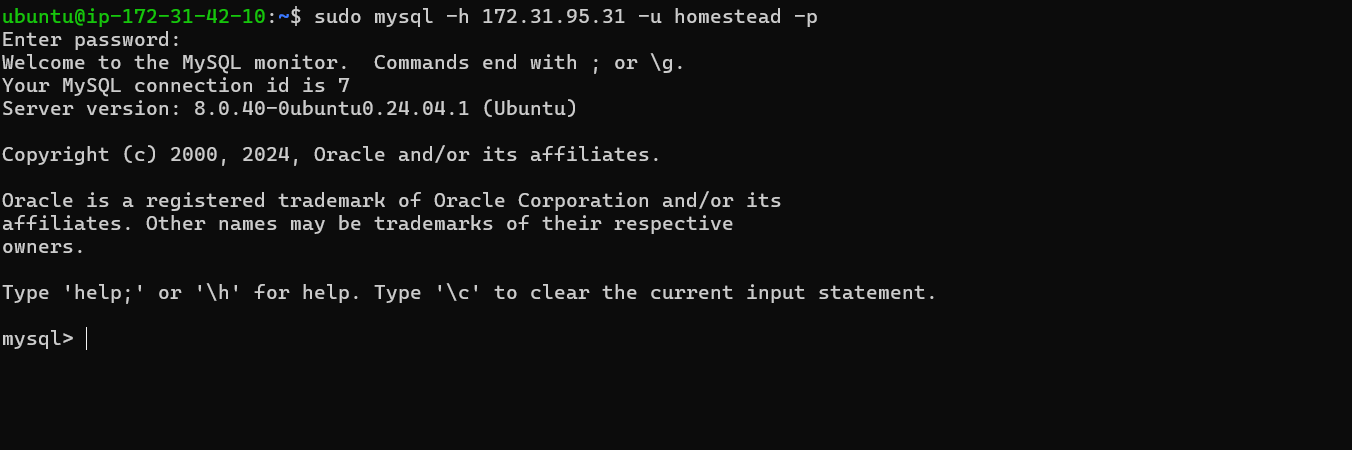 ubuntu@ip-172-31-42-10:~$ sudo mysql -h 172.31.95.31 -u homestead -p
Enter password:
Welcome to the MySQL monitor.  Commands end with ; or \g.
Your MySQL connection id is 7
Server version: 8.0.40-0ubuntu0.24.04.1 (Ubuntu)

Copyright (c) 2000, 2024, Oracle and/or its affiliates.

Oracle is a registered trademark of Oracle Corporation and/or its
affiliates. Other names may be trademarks of their respective
owners.

Type 'help;' or '\h' for help. Type '\c' to clear the current input statement.

mysql>